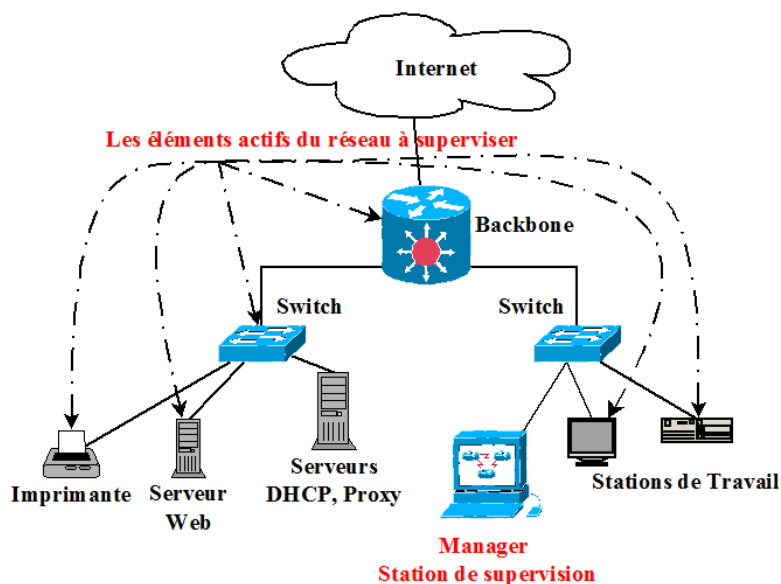 Internet
Les éléments actifs du réseau à superviser
Backbone
Switch
Switch
Imprimante
Serveur
Web
Serveurs
DHCP, Proxy
Stations de Travail
Manager
Station de supervision